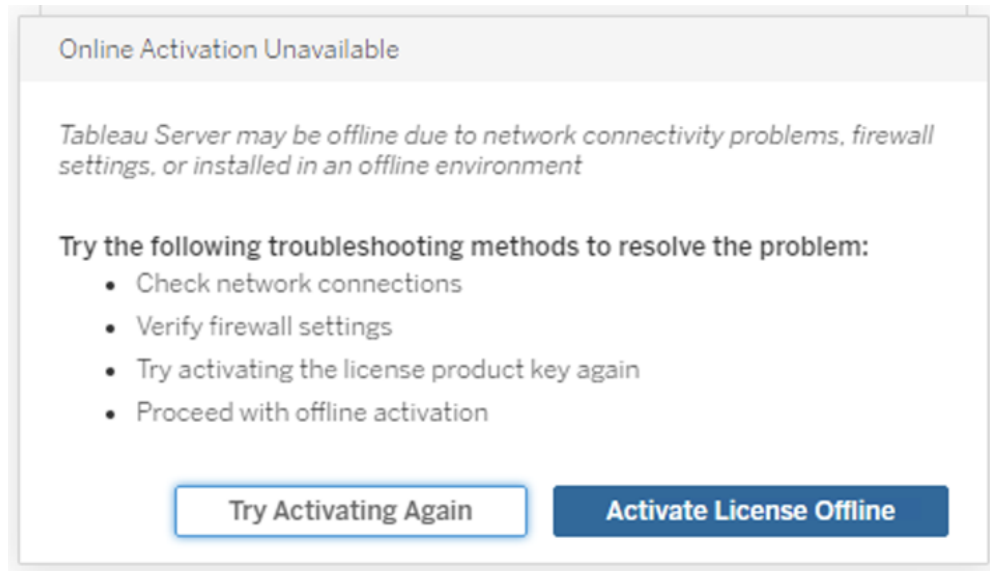 Online Activation Unavailable
Tableau Server may be offline due to network connectivity problems, firewall
settings, or installed in an offline environment
Try the following troubleshooting methods to resolve the problem:
• Check network connections
• Verify firewall settings
• Try activating the license product key again
• Proceed with offline activation
Try Activating Again
Activate License Offline